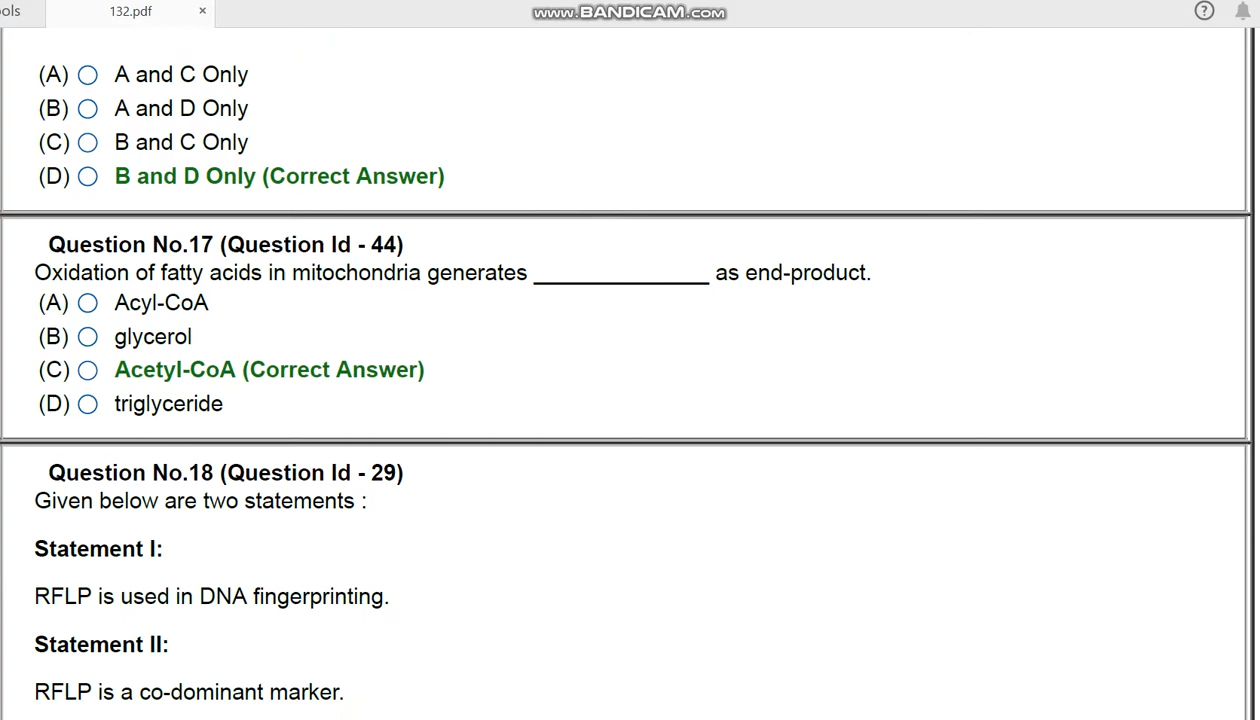 ols 132.pdf × www.BANDICAM.com ?
(A) A and C Only
(B) A and D Only
(C) B and C Only
(D) B and D Only (Correct Answer)
Question No.17 (Question Id - 44)
Oxidation of fatty acids in mitochondria generates ______________ as end-product.
(A) Acyl-CoA
(B) glycerol
(C) Acetyl-CoA (Correct Answer)
(D) triglyceride
Question No.18 (Question Id - 29)
Given below are two statements :
Statement I:
RFLP is used in DNA fingerprinting.
Statement II:
RFLP is a co-dominant marker.